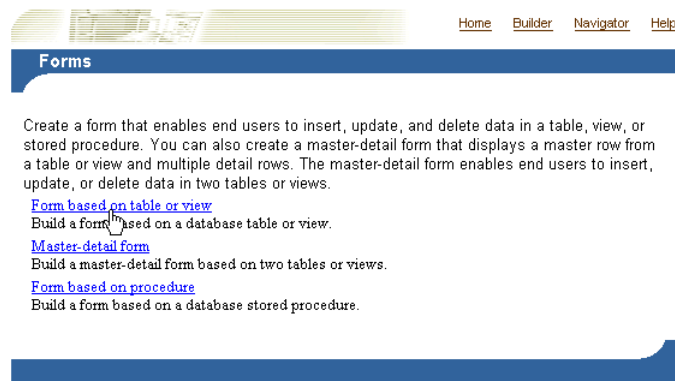 Home Builder Navigator Help
Forms
Create a form that enables end users to insert, update, and delete data in a table, view, or
stored procedure. You can also create a master-detail form that displays a master row from
a table or view and multiple detail rows. The master-detail form enables end users to insert,
update, or delete data in two tables or views.
Form based on table or view
Build a form based on a database table or view.
Master-detail form
Build a master-detail form based on two tables or views.
Form based on procedure
Build a form based on a database stored procedure.